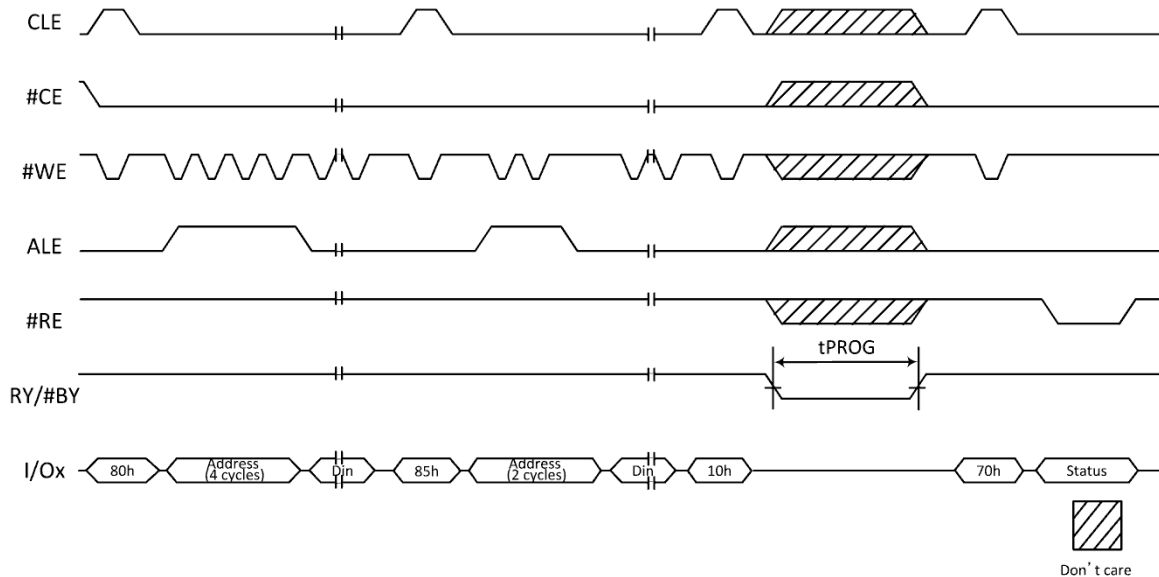 CLE
#CE
#WE
ALE
#RE
tPROG
RY/#BY
I/Ox
80h
Address
(4 cycles)
Din
85h
Address
(2 cycles)
Din
10h
70h
Status
Don't care